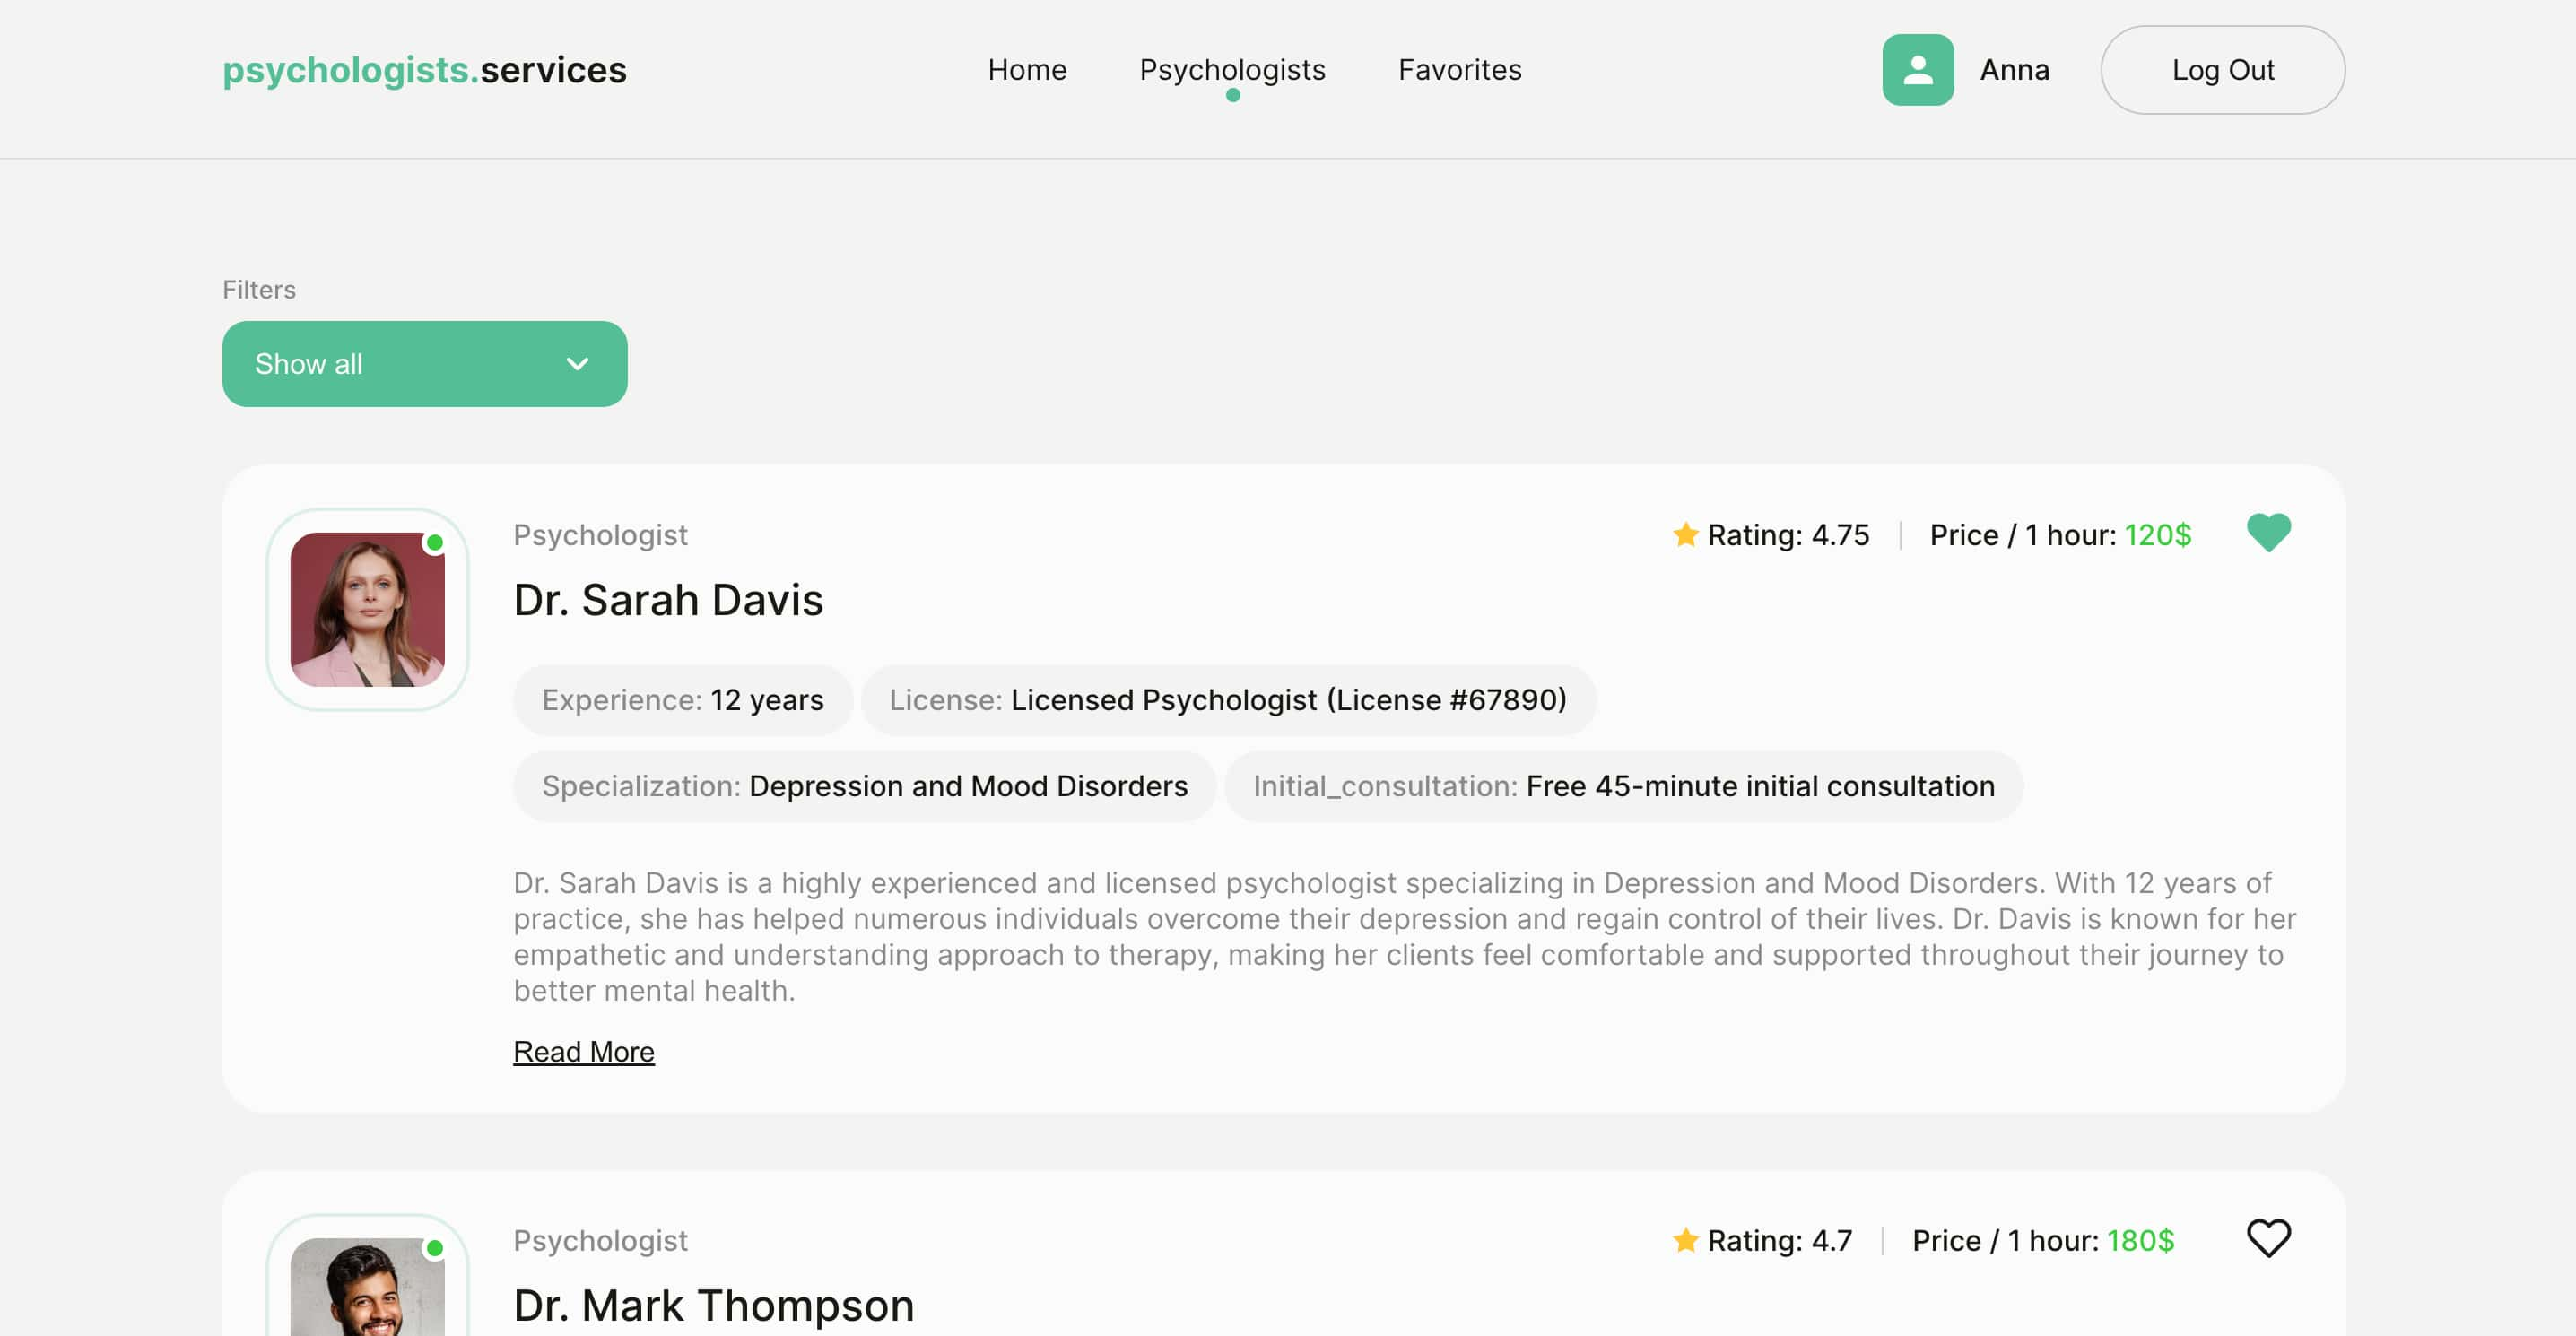 psychologists.services
Home
Psychologists
Favorites
Anna
Log Out
Filters
Show all
Psychologist
Rating: 4.75
Price / 1 hour: 120$
Dr. Sarah Davis
Experience: 12 years
License: Licensed Psychologist (License #67890)
Specialization: Depression and Mood Disorders
Initial_consultation: Free 45-minute initial consultation
Dr. Sarah Davis is a highly experienced and licensed psychologist specializing in Depression and Mood Disorders. With 12 years of
practice, she has helped numerous individuals overcome their depression and regain control of their lives. Dr. Davis is known for her
empathetic and understanding approach to therapy, making her clients feel comfortable and supported throughout their journey to
better mental health.
Read More
Psychologist
Rating: 4.7
Price / 1 hour: 180$
Dr. Mark Thompson